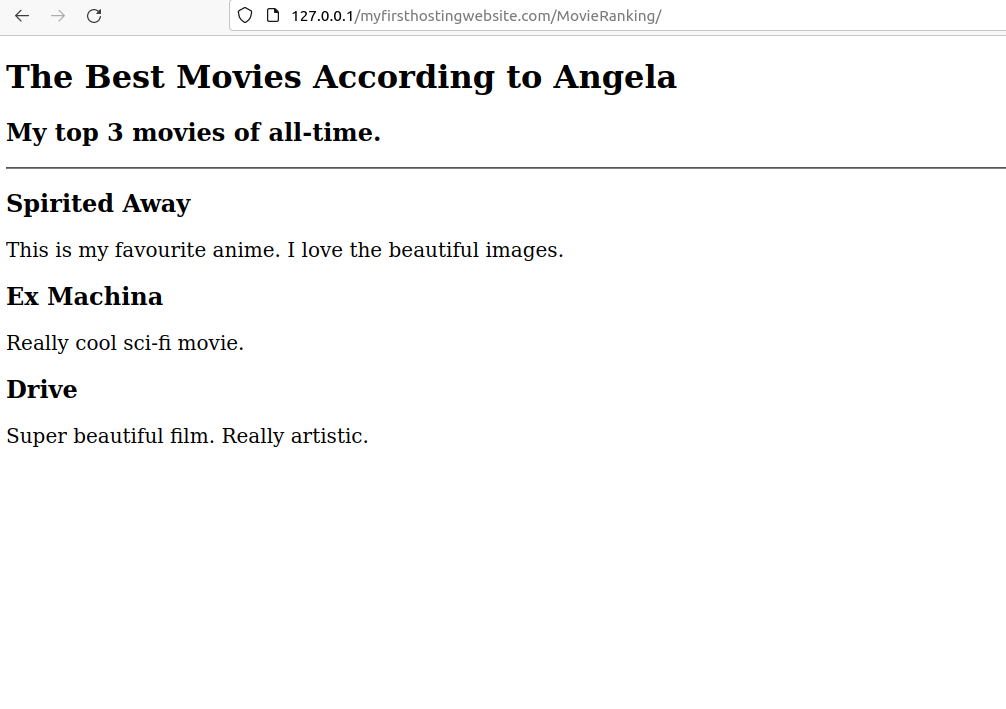 127.0.0.1/myfirsthostingwebsite.com/MovieRanking/
The Best Movies According to Angela
My top 3 movies of all-time.
Spirited Away
This is my favourite anime. I love the beautiful images.
Ex Machina
Really cool sci-fi movie.
Drive
Super beautiful film. Really artistic.